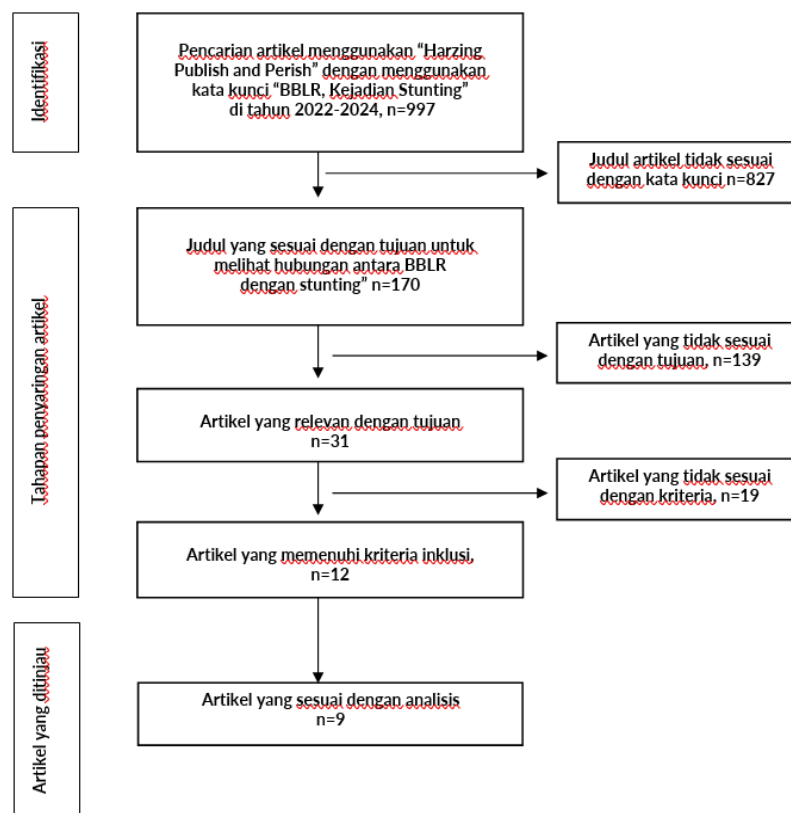 Identifikasi
Pencarian artikel menggunakan “Harzing
Publish and Perish” dengan menggunakan
kata kunci “BBLR, Kejadian Stunting”
di tahun 2022-2024, n=997
Judul artikel tidak sesuai
dengan kata kunci n=827
Tahapan penyaringan artikel
Judul yang sesuai dengan tujuan untuk
melihat hubungan antara BBLR
dengan stunting” n=170
Artikel yang tidak sesuai
dengan tujuan, n=139
Artikel yang relevan dengan tujuan
n=31
Artikel yang tidak sesuai
dengan kriteria, n=19
Artikel yang memenuhi kriteria inklusi,
n=12
Artikel yang ditinjau
Artikel yang sesuai dengan analisis
n=9